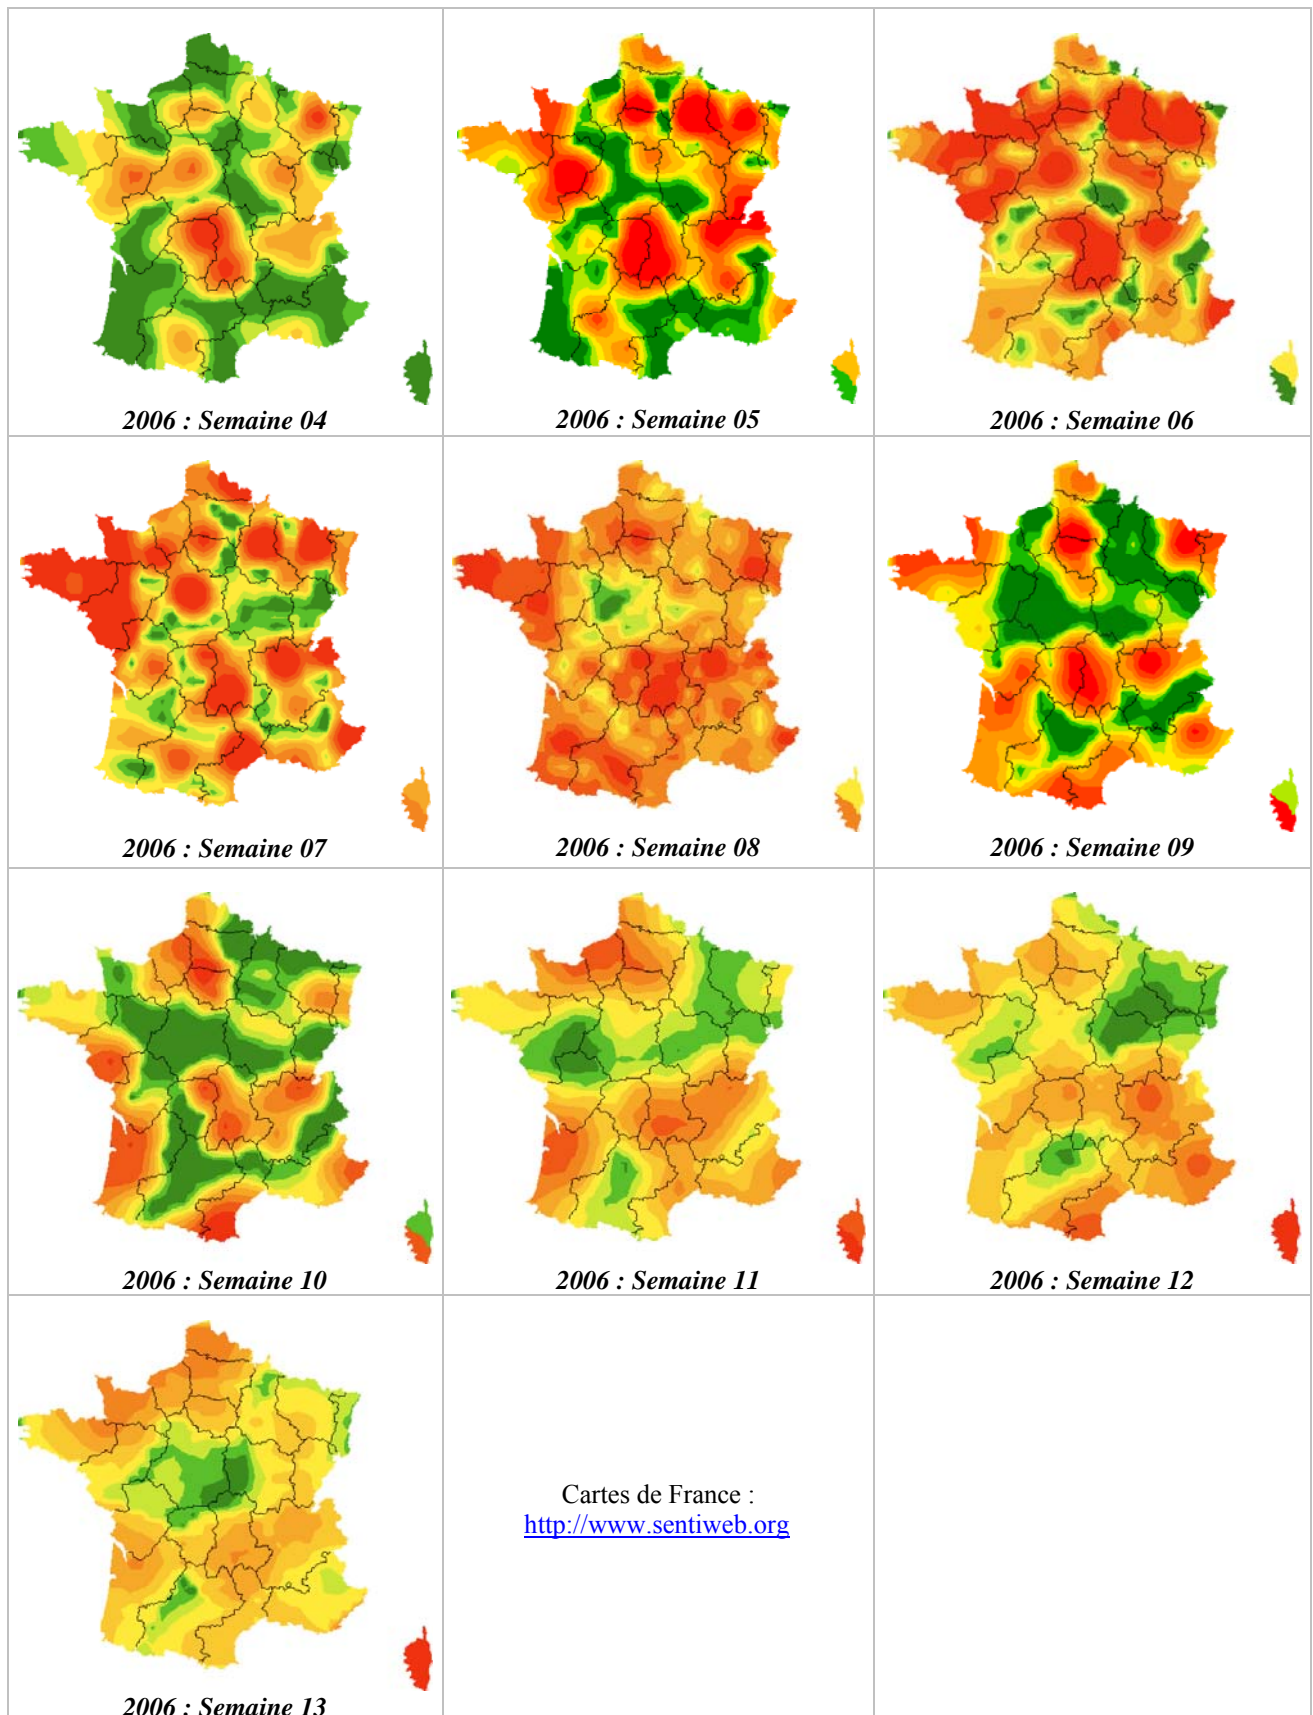 2006 : Semaine 04
2006 : Semaine 05
2006 : Semaine 06
2006 : Semaine 07
2006 : Semaine 08
2006 : Semaine 09
2006 : Semaine 10
2006 : Semaine 11
2006 : Semaine 12
Cartes de France :
http://www.sentiweb.org
2006 : Semaine 13